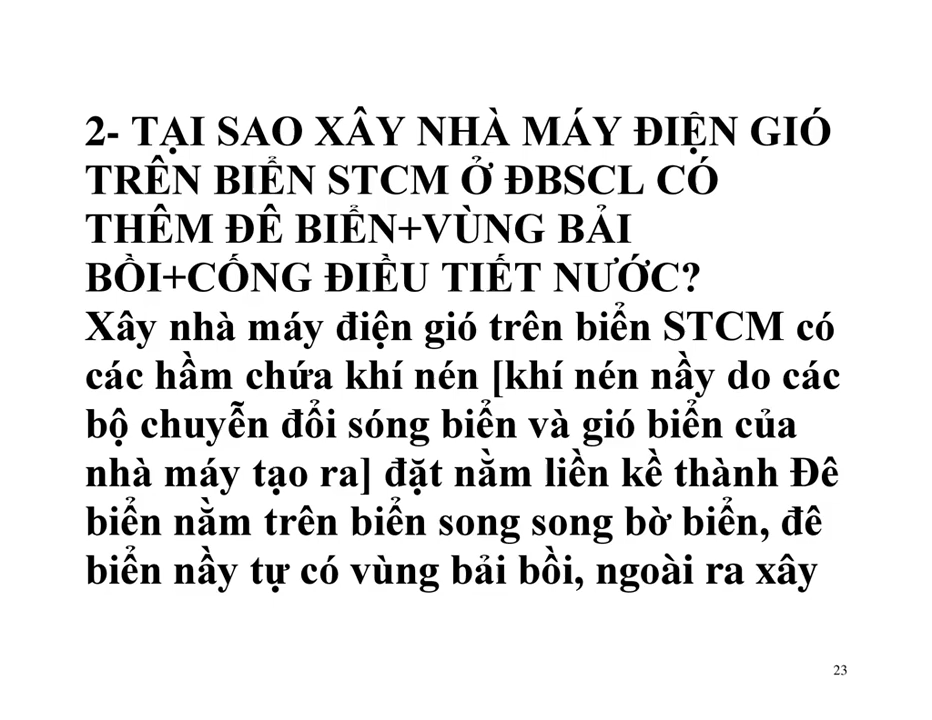 2- TẠI SAO XÂY NHÀ MÁY ĐIỆN GIÓ
TRÊN BIỂN STCM Ở ĐBSCL CÓ
THÊM ĐÊ BIỂN+VÙNG BẢI
BỒI+CỐNG ĐIỀU TIẾT NƯỚC?
Xây nhà máy điện gió trên biển STCM có
các hầm chứa khí nén [khí nén nầy do các
bộ chuyễn đổi sóng biển và gió biển của
nhà máy tạo ra] đặt nằm liền kề thành Đê
biển nằm trên biển song song bờ biển, đê
biển nầy tự có vùng bải bồi, ngoài ra xây
23